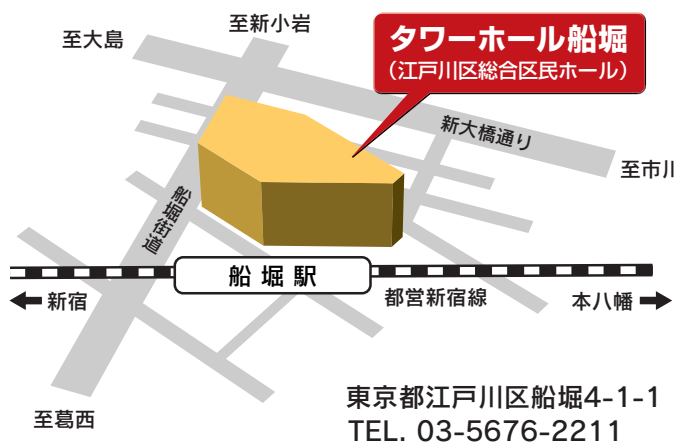 至新小岩
至大島
タワーホール船堀
（江戸川区総合区民ホール）
新大橋通り
至市川
船堀街道
船堀駅
新宿
都営新宿線
本八幡
至葛西
東京都江戸川区船堀4-1-1
TEL. 03-5676-2211